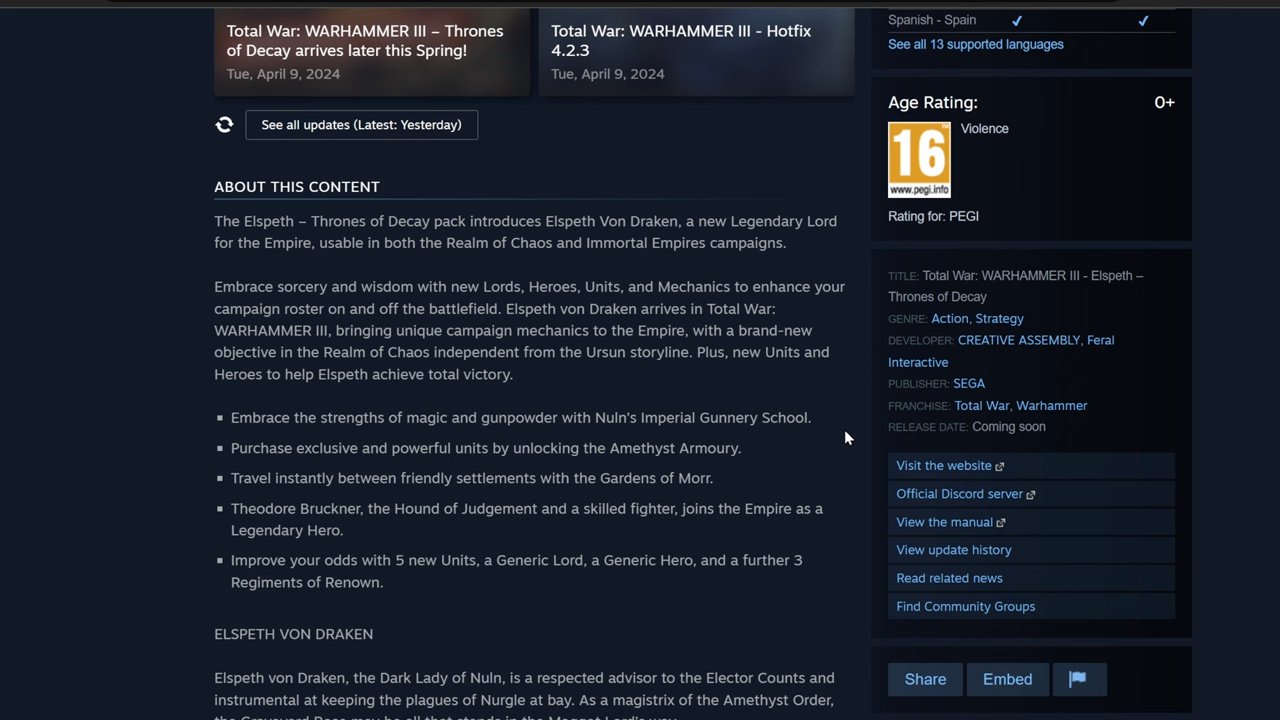 Total War: WARHAMMER III – Thrones
of Decay arrives later this Spring!
Tue, April 9, 2024
Total War: WARHAMMER III - Hotfix
4.2.3
Tue, April 9, 2024
See all updates (Latest: Yesterday)
ABOUT THIS CONTENT
The Elspeth – Thrones of Decay pack introduces Elspeth Von Draken, a new Legendary Lord
for the Empire, usable in both the Realm of Chaos and Immortal Empires campaigns.
Embrace sorcery and wisdom with new Lords, Heroes, Units, and Mechanics to enhance your
campaign roster on and off the battlefield. Elspeth von Draken arrives in Total War:
WARHAMMER III, bringing unique campaign mechanics to the Empire, with a brand-new
objective in the Realm of Chaos independent from the Ursun storyline. Plus, new Units and
Heroes to help Elspeth achieve total victory.
Embrace the strengths of magic and gunpowder with Nuln's Imperial Gunnery School.
Purchase exclusive and powerful units by unlocking the Amethyst Armoury.
Travel instantly between friendly settlements with the Gardens of Morr.
Theodore Bruckner, the Hound of Judgement and a skilled fighter, joins the Empire as a
Legendary Hero.
Improve your odds with 5 new Units, a Generic Lord, a Generic Hero, and a further 3
Regiments of Renown.
ELSPETH VON DRAKEN
Elspeth von Draken, the Dark Lady of Nuln, is a respected advisor to the Elector Counts and
instrumental at keeping the plagues of Nurgle at bay. As a magistrix of the Amethyst Order,
the Graveyard Rose may be all that stands in the Maggot Lord's way.
Spanish - Spain ✔ ✔
See all 13 supported languages
Age Rating: 0+
16
www.pegi.info
Violence
Rating for: PEGI
TITLE: Total War: WARHAMMER III - Elspeth –
Thrones of Decay
GENRE: Action, Strategy
DEVELOPER: CREATIVE ASSEMBLY, Feral
Interactive
PUBLISHER: SEGA
FRANCHISE: Total War, Warhammer
RELEASE DATE: Coming soon
Visit the website
Official Discord server
View the manual
View update history
Read related news
Find Community Groups
Share
Embed